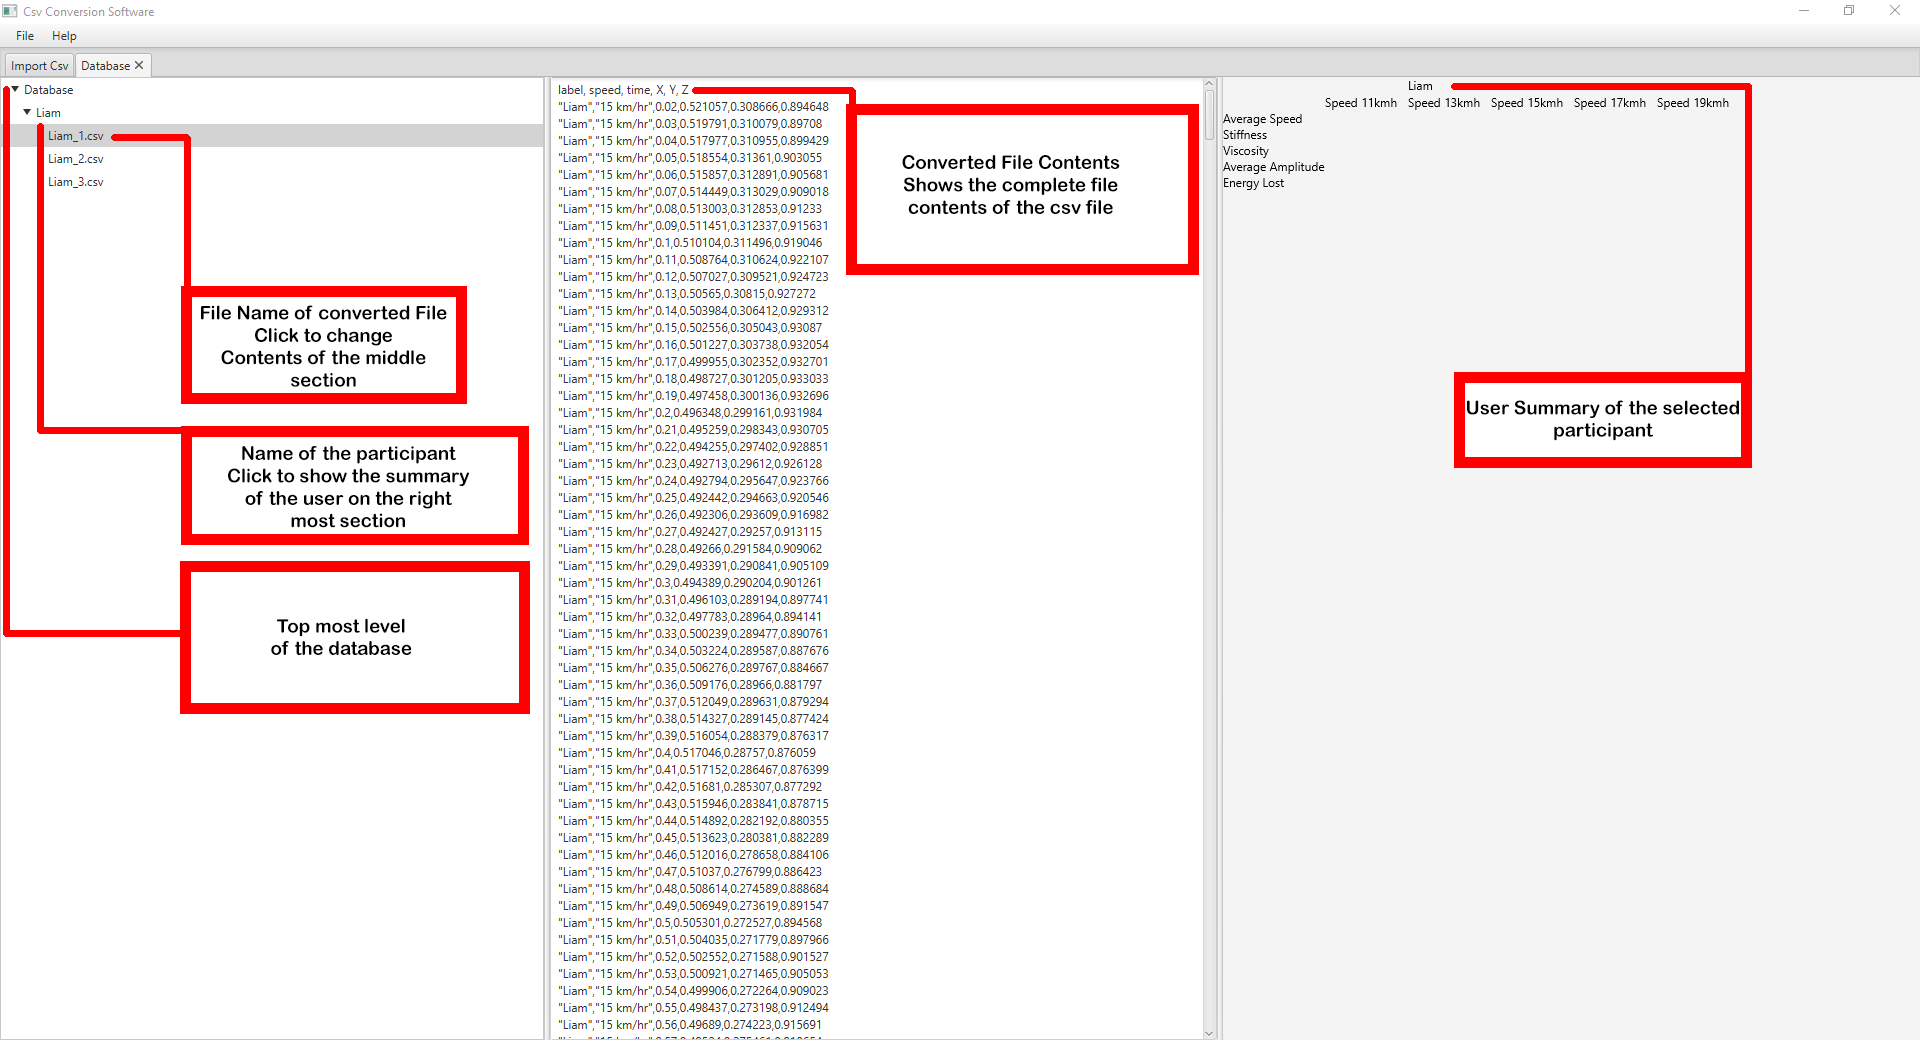 Csv Conversion Software
File Help
Import Csv Database
Database
Liam
Liam_1.csv
Liam_2.csv
Liam_3.csv
File Name of converted File
Click to change
Contents of the middle
section
Name of the participant
Click to show the summary
of the user on the right
most section
Top most level
of the database
label, speed, time, X, Y, Z
"Liam","15 km/hr",0.02,0.521057,0.308666,0.894648
"Liam","15 km/hr",0.03,0.519791,0.310079,0.89708
"Liam","15 km/hr",0.04,0.517977,0.310955,0.899429
"Liam","15 km/hr",0.05,0.518554,0.31361,0.903055
"Liam","15 km/hr",0.06,0.515857,0.312891,0.905681
"Liam","15 km/hr",0.07,0.514449,0.313029,0.909018
"Liam","15 km/hr",0.08,0.513003,0.312853,0.91233
"Liam","15 km/hr",0.09,0.511451,0.312337,0.915631
"Liam","15 km/hr",0.1,0.510104,0.311496,0.919046
"Liam","15 km/hr",0.11,0.508764,0.310624,0.922107
"Liam","15 km/hr",0.12,0.507027,0.309521,0.924723
"Liam","15 km/hr",0.13,0.50565,0.30815,0.927272
"Liam","15 km/hr",0.14,0.503984,0.306412,0.929312
"Liam","15 km/hr",0.15,0.502556,0.305043,0.93087
"Liam","15 km/hr",0.16,0.501227,0.303738,0.932054
"Liam","15 km/hr",0.17,0.499955,0.302352,0.932701
"Liam","15 km/hr",0.18,0.498727,0.301205,0.933033
"Liam","15 km/hr",0.19,0.497458,0.300136,0.932696
"Liam","15 km/hr",0.2,0.496348,0.299161,0.931984
"Liam","15 km/hr",0.21,0.495259,0.298343,0.930705
"Liam","15 km/hr",0.22,0.494255,0.297402,0.928851
"Liam","15 km/hr",0.23,0.492713,0.29612,0.926128
"Liam","15 km/hr",0.24,0.492794,0.295647,0.923766
"Liam","15 km/hr",0.25,0.492442,0.294663,0.920546
"Liam","15 km/hr",0.26,0.492306,0.293609,0.916982
"Liam","15 km/hr",0.27,0.492427,0.29257,0.913115
"Liam","15 km/hr",0.28,0.49266,0.291584,0.909062
"Liam","15 km/hr",0.29,0.493391,0.290841,0.905109
"Liam","15 km/hr",0.3,0.494389,0.290204,0.901261
"Liam","15 km/hr",0.31,0.496103,0.289194,0.897741
"Liam","15 km/hr",0.32,0.497783,0.28964,0.894141
"Liam","15 km/hr",0.33,0.500239,0.289477,0.890761
"Liam","15 km/hr",0.34,0.503224,0.289587,0.887676
"Liam","15 km/hr",0.35,0.506276,0.289767,0.884667
"Liam","15 km/hr",0.36,0.509176,0.28966,0.881797
"Liam","15 km/hr",0.37,0.512049,0.289631,0.879294
"Liam","15 km/hr",0.38,0.514327,0.289145,0.877424
"Liam","15 km/hr",0.39,0.516054,0.288379,0.876317
"Liam","15 km/hr",0.4,0.517046,0.28757,0.876059
"Liam","15 km/hr",0.41,0.517152,0.286467,0.876399
"Liam","15 km/hr",0.42,0.51681,0.285307,0.877292
"Liam","15 km/hr",0.43,0.515946,0.283841,0.878715
"Liam","15 km/hr",0.44,0.514892,0.282192,0.880355
"Liam","15 km/hr",0.45,0.513623,0.280381,0.882289
"Liam","15 km/hr",0.46,0.512016,0.278658,0.884106
"Liam","15 km/hr",0.47,0.51037,0.276799,0.886423
"Liam","15 km/hr",0.48,0.508614,0.274589,0.888684
"Liam","15 km/hr",0.49,0.506949,0.273619,0.891547
"Liam","15 km/hr",0.5,0.505301,0.272527,0.894568
"Liam","15 km/hr",0.51,0.504035,0.271779,0.897966
"Liam","15 km/hr",0.52,0.502552,0.271588,0.901527
"Liam","15 km/hr",0.53,0.500921,0.271465,0.905053
"Liam","15 km/hr",0.54,0.499906,0.272264,0.909023
"Liam","15 km/hr",0.55,0.498437,0.273198,0.912494
"Liam","15 km/hr",0.56,0.49689,0.274223,0.915691
Converted File Contents
Shows the complete file
contents of the csv file
Liam
Speed 11kmh Speed 13kmh Speed 15kmh Speed 17kmh Speed 19kmh
Average Speed
Stiffness
Viscosity
Average Amplitude
Energy Lost
User Summary of the selected
participant